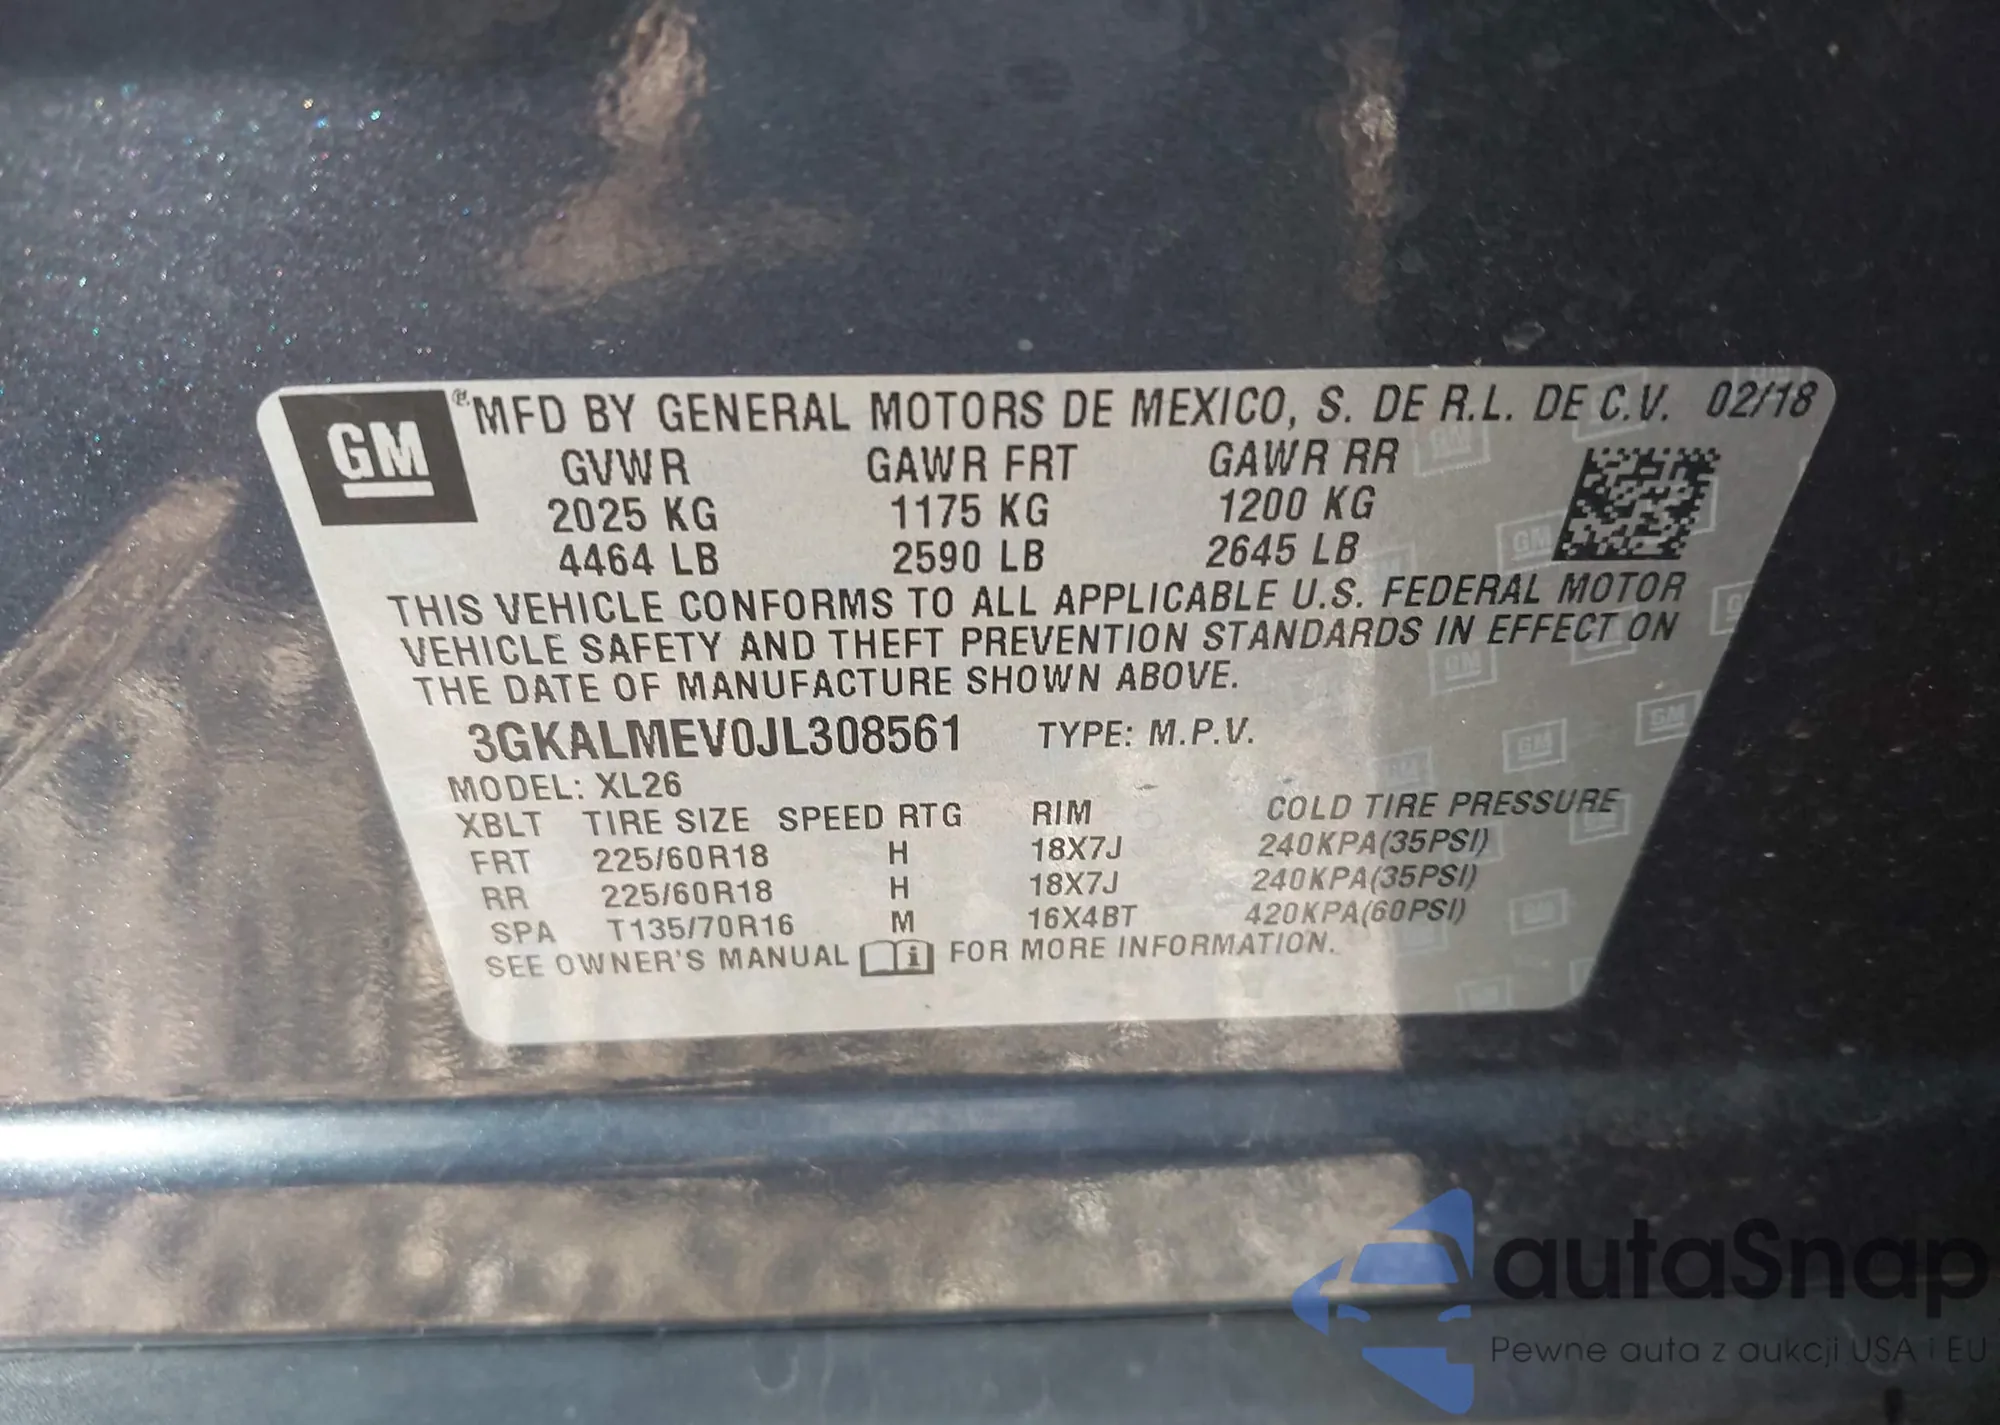 GM
MFD BY GENERAL MOTORS DE MEXICO, S. DE R.L. DE C.V. 02/18
GVWR GAWR FRT GAWR RR
2025 KG 1175 KG 1200 KG
4464 LB 2590 LB 2645 LB
THIS VEHICLE CONFORMS TO ALL APPLICABLE U.S. FEDERAL MOTOR
VEHICLE SAFETY AND THEFT PREVENTION STANDARDS IN EFFECT ON
THE DATE OF MANUFACTURE SHOWN ABOVE.
3GKALMEV0JL308561 TYPE: M.P.V.
MODEL: XL26
XBLT TIRE SIZE SPEED RTG RIM COLD TIRE PRESSURE
FRT 225/60R18 H 18X7J 240KPA(35PSI)
RR 225/60R18 H 18X7J 240KPA(35PSI)
SPA T135/70R16 M 16X4BT 420KPA(60PSI)
SEE OWNER'S MANUAL i FOR MORE INFORMATION.
autaSnap
Pewne auta z aukcji USA i EU